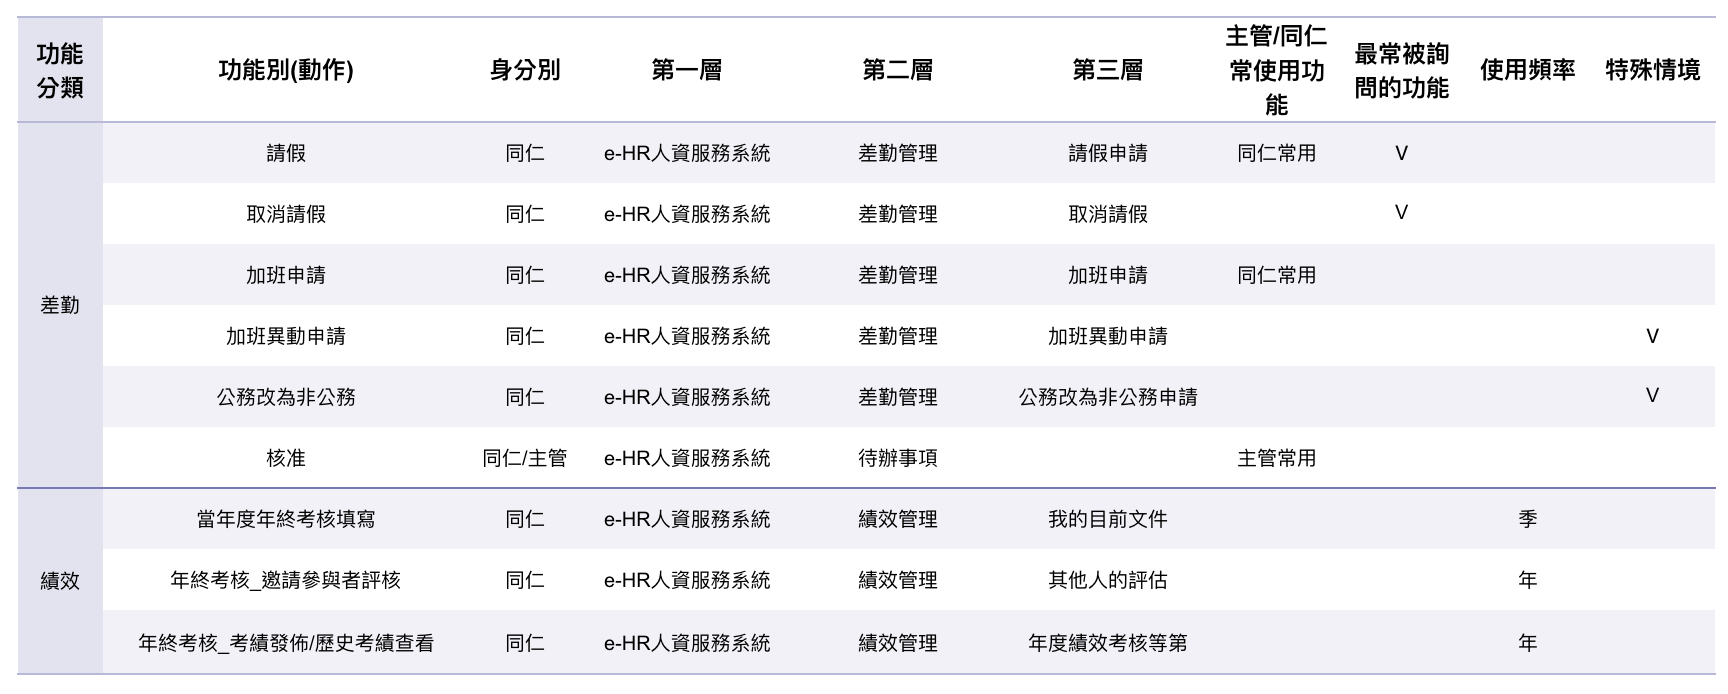 功能分類 功能別(動作) 身分別 第一層 第二層 第三層 主管/同仁常使用功能 最常被詢問的功能 使用頻率 特殊情境
差勤
請假 同仁 e-HR人資服務系統 差勤管理 請假申請 同仁常用 V
取消請假 同仁 e-HR人資服務系統 差勤管理 取消請假 V
加班申請 同仁 e-HR人資服務系統 差勤管理 加班申請 同仁常用
加班異動申請 同仁 e-HR人資服務系統 差勤管理 加班異動申請 V
公務改為非公務 同仁 e-HR人資服務系統 差勤管理 公務改為非公務申請 V
核准 同仁/主管 e-HR人資服務系統 待辦事項 主管常用
績效
當年度年終考核填寫 同仁 e-HR人資服務系統 績效管理 我的目前文件 季
年終考核_邀請參與者評核 同仁 e-HR人資服務系統 績效管理 其他人的評估 年
年終考核_考績發佈/歷史考績查看 同仁 e-HR人資服務系統 績效管理 年度績效考核等第 年